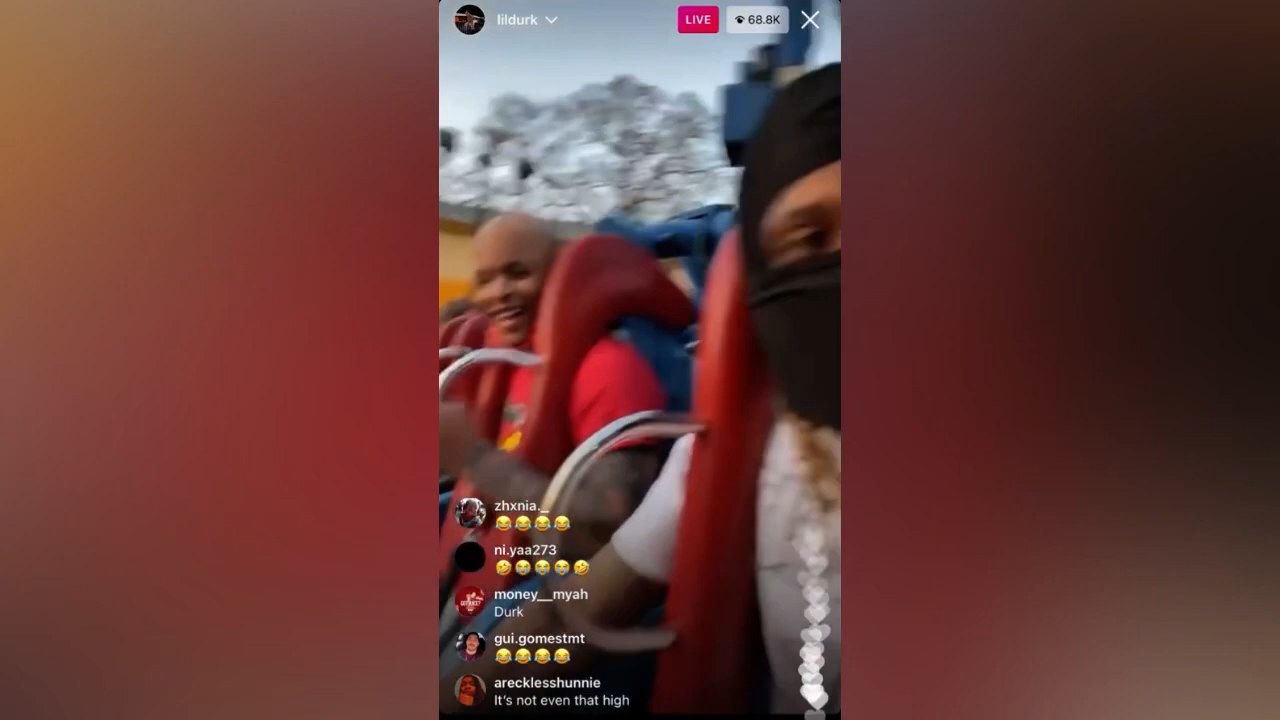 lildurk
LIVE
68.8K
zhxnia._
😂😂😂😂
ni.yaa273
🤣😭😭😭🤣
money__myah
Durk
gui.gomestmt
😂😂😂😂
arecklesshunnie
It's not even that high